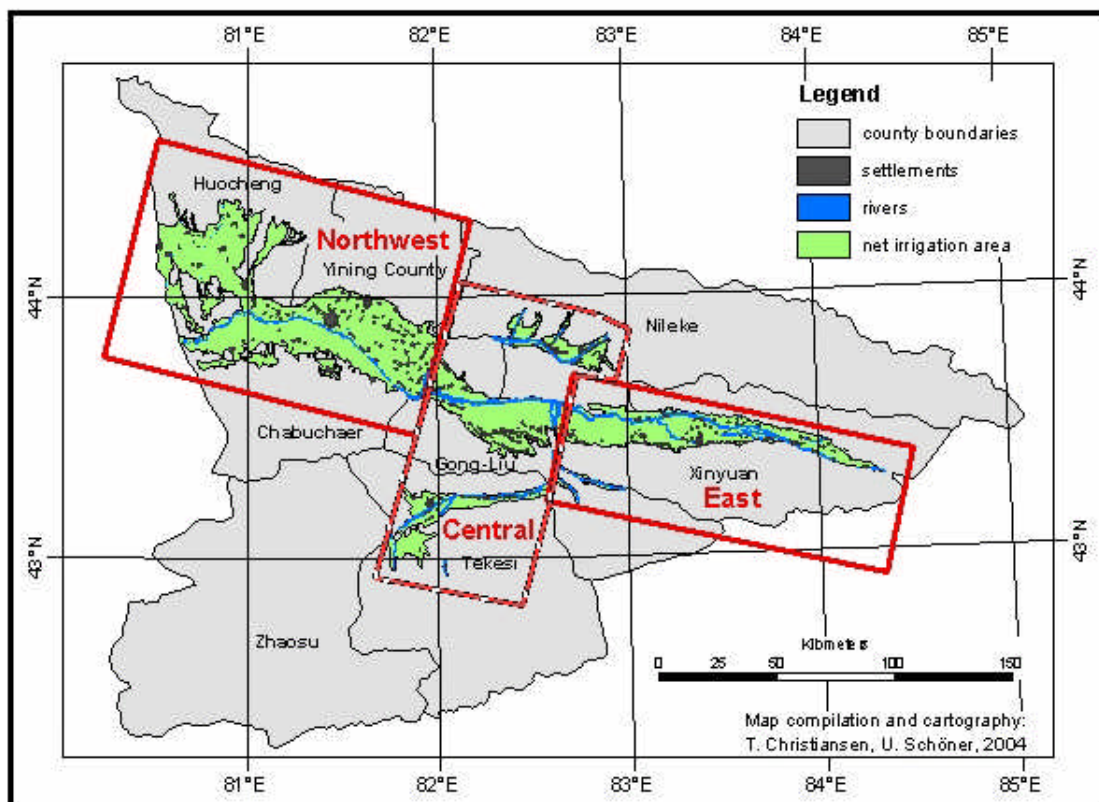 81°E 82°E 83°E 84°E 85°E
Legend
county boundaries
settlements
rivers
net irrigation area
Huocheng
Northwest
Yining County
44°N
44°N
Nileke
Chabuchaer
Gong-Liu
Xinyuan
East
Central
43°N
43°N
Tekesi
Zhaosu
Kilometers
0 25 50 100 150
Map compilation and cartography:
T. Christiansen, U. Schöner, 2004
81°E 82°E 83°E 84°E 85°E